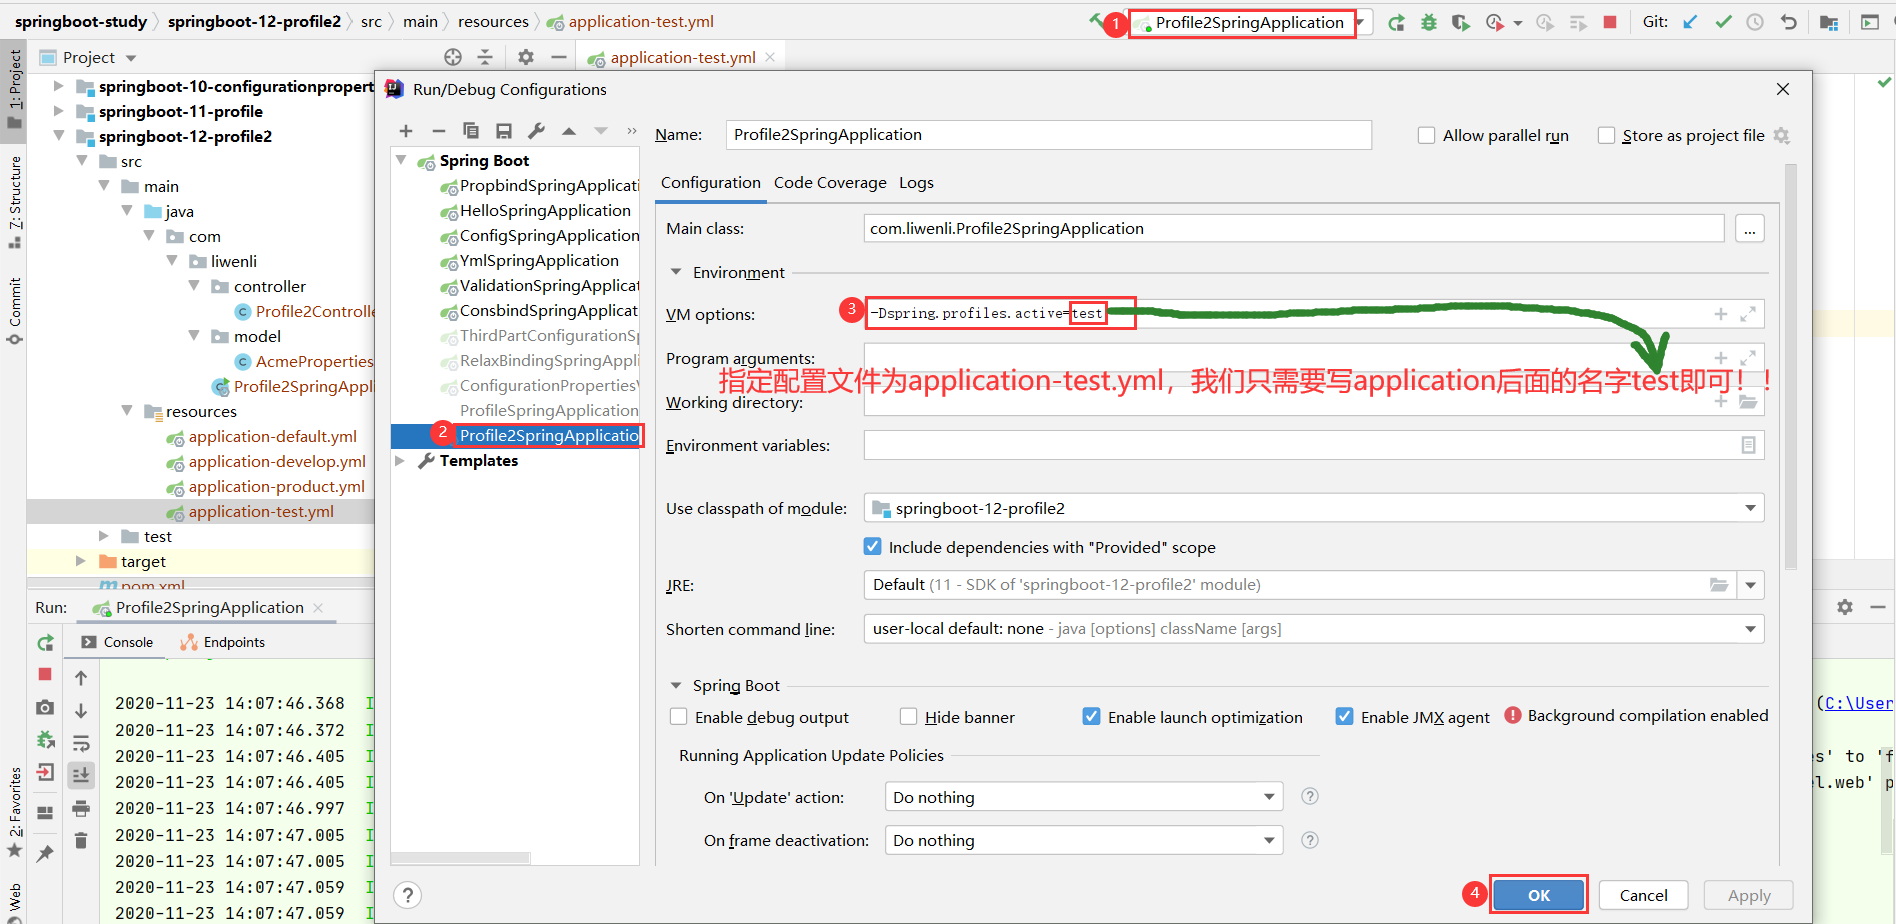 springboot-study springboot-12-profile2 src main resources application-test.yml 1 Profile2SpringApplication Git:
Project application-test.yml
1: Project
7: Structure
Commit
2: Favorites
Web
springboot-10-configurationpropert
springboot-11-profile
springboot-12-profile2
src
main
java
com
liwenli
controller
Profile2Controlle
model
AcmeProperties
Profile2SpringAppli
resources
application-default.yml
application-develop.yml
application-product.yml
application-test.yml
test
target
pom.xml
Run/Debug Configurations
Name: Profile2SpringApplication Allow parallel run Store as project file
Spring Boot
PropbindSpringApplicati
HelloSpringApplication
ConfigSpringApplication
YmlSpringApplication
ValidationSpringApplicat
ConsbindSpringApplicat
ThirdPartConfigurationSp
RelaxBindingSpringAppli
ConfigurationPropertiesV
ProfileSpringApplication
2 Profile2SpringApplicatio
Templates
Configuration Code Coverage Logs
Main class: com.liwenli.Profile2SpringApplication ...
Environment
VM options: 3 -Dspring.profiles.active=test
Program arguments:
指定配置文件为application-test.yml，我们只需要写application后面的名字test即可！！
Working directory:
Environment variables:
Use classpath of module: springboot-12-profile2
Include dependencies with "Provided" scope
JRE: Default (11 - SDK of 'springboot-12-profile2' module)
Shorten command line: user-local default: none - java [options] className [args]
Spring Boot
Enable debug output Hide banner Enable launch optimization Enable JMX agent Background compilation enabled
Running Application Update Policies
On 'Update' action: Do nothing ?
On frame deactivation: Do nothing ?
? 4 OK Cancel Apply
Run: Profile2SpringApplication
Console Endpoints
2020-11-23 14:07:46.368 I (C:\User
2020-11-23 14:07:46.372 I
2020-11-23 14:07:46.405 I s' to 'f
2020-11-23 14:07:46.405 I l.web' p
2020-11-23 14:07:46.997 I
2020-11-23 14:07:47.005 I
2020-11-23 14:07:47.005 I
2020-11-23 14:07:47.059 I
2020-11-23 14:07:47.059 I